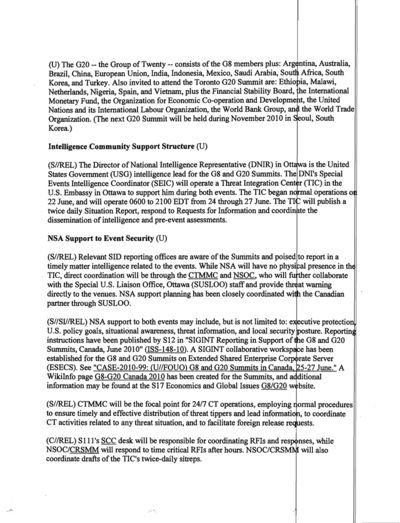 (U) The G20 -- the Group of Twenty -- consists of the G8 members plus: Argentina, Australia,
Brazil, China, European Union, India, Indonesia, Mexico, Saudi Arabia, South Africa, South
Korea, and Turkey. Also invited to attend the Toronto G20 Summit are: Ethiopia, Malawi,
Netherlands, Nigeria, Spain, and Vietnam, plus the Financial Stability Board, the International
Monetary Fund, the Organization for Economic Co-operation and Development, the United
Nations and its International Labour Organization, the World Bank Group, and the World Trade
Organization. (The next G20 Summit will be held during November 2010 in Seoul, South
Korea.)
Intelligence Community Support Structure (U)
(S//REL) The Director of National Intelligence Representative (DNIR) in Ottawa is the United
States Government (USG) intelligence lead for the G8 and G20 Summits. The DNI's Special
Events Intelligence Coordinator (SEIC) will operate a Threat Integration Center (TIC) in the
U.S. Embassy in Ottawa to support him during both events. The TIC began normal operations on
22 June, and will operate 0600 to 2100 EDT from 24 through 27 June. The TIC will publish a
twice daily Situation Report, respond to Requests for Information and coordinate the
dissemination of intelligence and pre-event assessments.
NSA Support to Event Security (U)
(S//REL) Relevant SID reporting offices are aware of the Summits and poised to report in a
timely matter intelligence related to the events. While NSA will have no physical presence in the
TIC, direct coordination will be through the CTMMC and NSOC, who will further collaborate
with the Special U.S. Liaison Office, Ottawa (SUSLOO) staff and provide threat warning
directly to the venues. NSA support planning has been closely coordinated with the Canadian
partner through SUSLOO.
(S//SI//REL) NSA support to both events may include, but is not limited to: executive protection,
U.S. policy goals, situational awareness, threat information, and local security posture. Reporting
instructions have been published by S12 in "SIGINT Reporting in Support of the G8 and G20
Summits, Canada, June 2010" (ISS-148-10). A SIGINT collaborative workspace has been
established for the G8 and G20 Summits on Extended Shared Enterprise Corporate Server
(ESECS). See "CASE-2010-99: (U//FOUO) G8 and G20 Summits in Canada, 25-27 June." A
WikiInfo page G8-G20 Canada 2010 has been created for the Summits, and additional
information may be found at the S17 Economics and Global Issues G8/G20 website.
(S//REL) CTMMC will be the focal point for 24/7 CT operations, employing normal procedures
to ensure timely and effective distribution of threat tippers and lead information, to coordinate
CT activities related to any threat situation, and to facilitate foreign release requests.
(C//REL) S111's SCC desk will be responsible for coordinating RFIs and responses, while
NSOC/CRSMM will respond to time critical RFIs after hours. NSOC/CRSMM will also
coordinate drafts of the TIC's twice-daily sitreps.